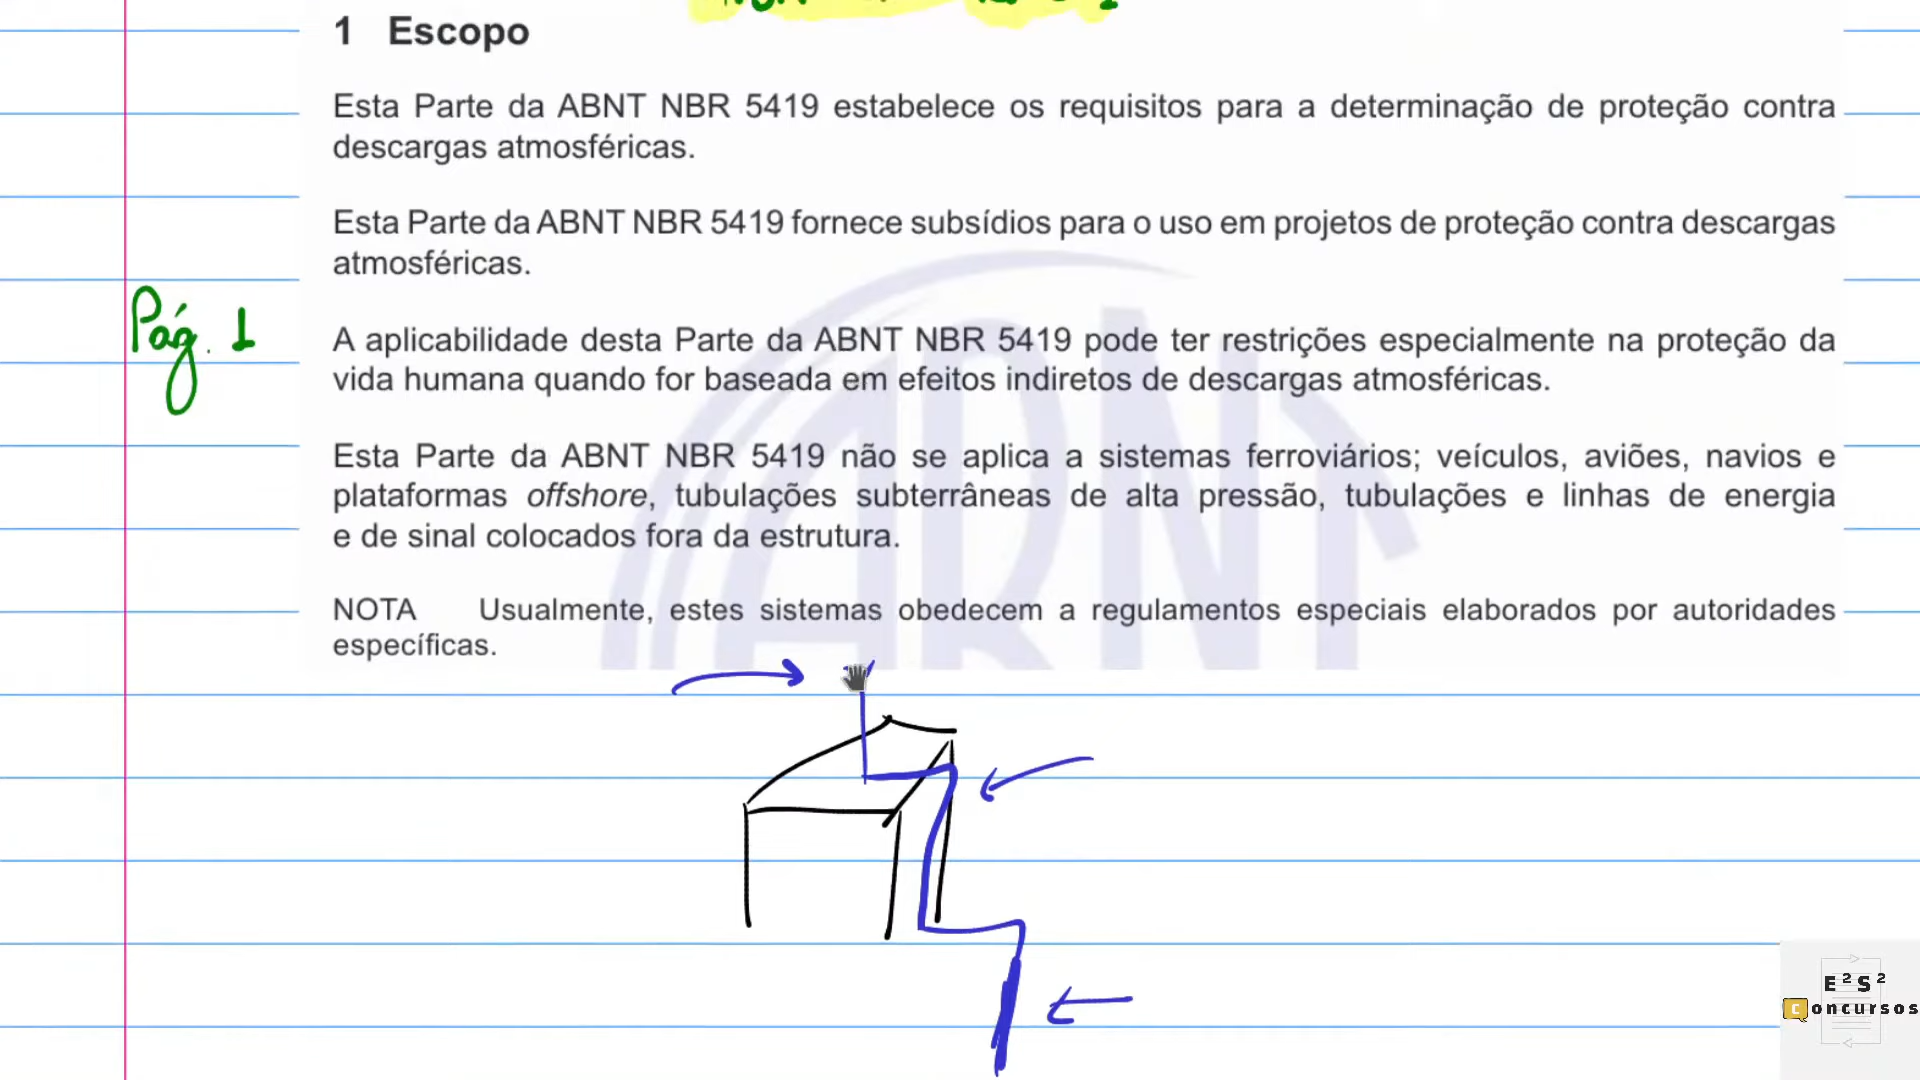 1 Escopo
Esta Parte da ABNT NBR 5419 estabelece os requisitos para a determinação de proteção contra
descargas atmosféricas.
Esta Parte da ABNT NBR 5419 fornece subsídios para o uso em projetos de proteção contra descargas
atmosféricas.
Pág. 1
A aplicabilidade desta Parte da ABNT NBR 5419 pode ter restrições especialmente na proteção da
vida humana quando for baseada em efeitos indiretos de descargas atmosféricas.
Esta Parte da ABNT NBR 5419 não se aplica a sistemas ferroviários; veículos, aviões, navios e
plataformas offshore, tubulações subterrâneas de alta pressão, tubulações e linhas de energia
e de sinal colocados fora da estrutura.
NOTA Usualmente, estes sistemas obedecem a regulamentos especiais elaborados por autoridades
específicas.
ABNT
E²S²
Concursos